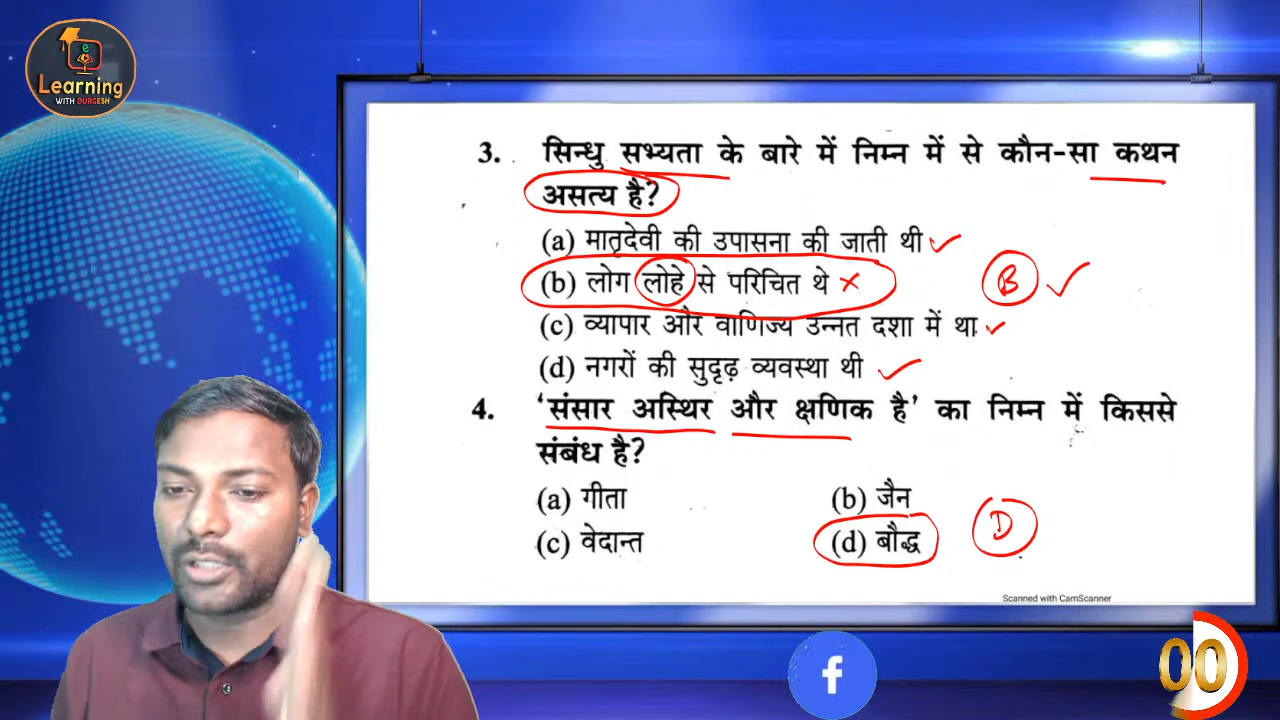 e
Learning
WITH DURGESH
3. सिन्धु सभ्यता के बारे में निम्न में से कौन-सा कथन
असत्य है?
(a) मातृदेवी की उपासना की जाती थी
(b) लोग लोहे से परिचित थे
B
(c) व्यापार और वाणिज्य उन्नत दशा में था
(d) नगरों की सुदृढ़ व्यवस्था थी
4. 'संसार अस्थिर और क्षणिक है' का निम्न में किससे
संबंध है?
(a) गीता (b) जैन
(c) वेदान्त (d) बौद्ध
D
Scanned with CamScanner
f
00